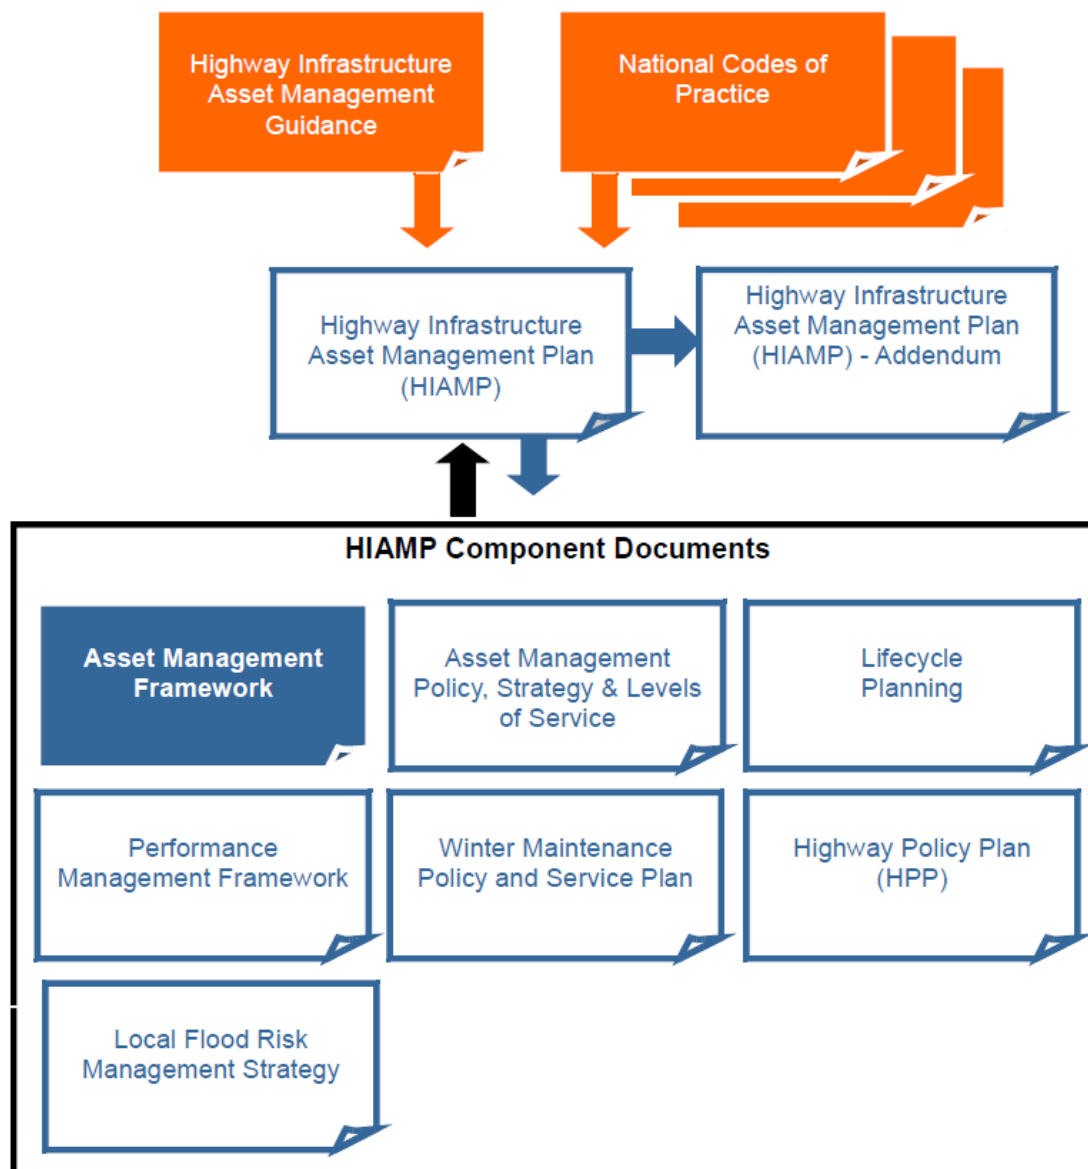 Highway Infrastructure
Asset Management
Guidance
National Codes of
Practice
Highway Infrastructure
Asset Management Plan
(HIAMP)
Highway Infrastructure
Asset Management Plan
(HIAMP) - Addendum
HIAMP Component Documents
Asset Management
Framework
Asset Management
Policy, Strategy & Levels
of Service
Lifecycle
Planning
Performance
Management Framework
Winter Maintenance
Policy and Service Plan
Highway Policy Plan
(HPP)
Local Flood Risk
Management Strategy